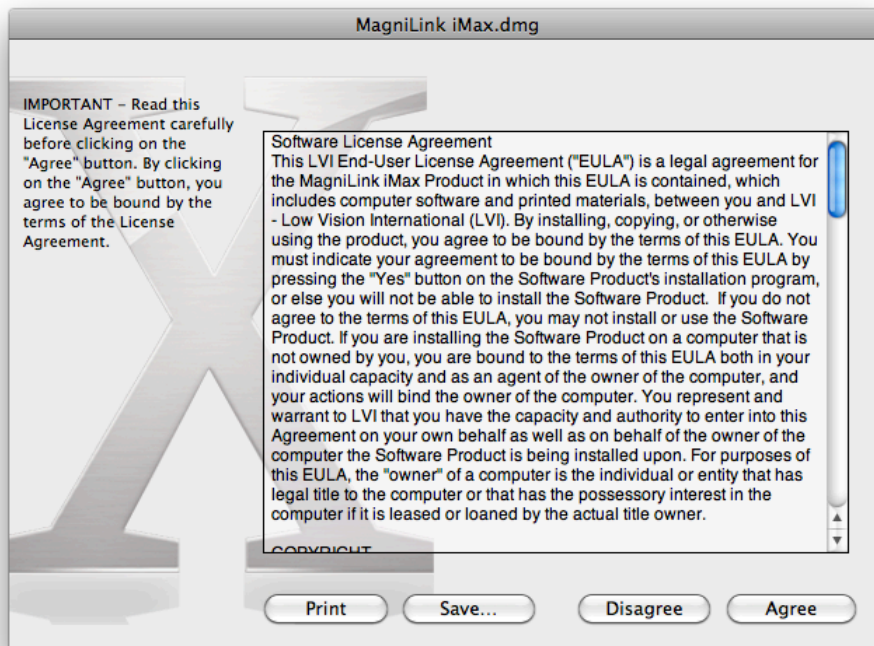 MagniLink iMax.dmg
IMPORTANT – Read this
License Agreement carefully
before clicking on the
"Agree" button. By clicking
on the "Agree" button, you
agree to be bound by the
terms of the License
Agreement.
Software License Agreement
This LVI End-User License Agreement ("EULA") is a legal agreement for
the MagniLink iMax Product in which this EULA is contained, which
includes computer software and printed materials, between you and LVI
- Low Vision International (LVI). By installing, copying, or otherwise
using the product, you agree to be bound by the terms of this EULA. You
must indicate your agreement to be bound by the terms of this EULA by
pressing the "Yes" button on the Software Product's installation program,
or else you will not be able to install the Software Product.  If you do not
agree to the terms of this EULA, you may not install or use the Software
Product. If you are installing the Software Product on a computer that is
not owned by you, you are bound to the terms of this EULA both in your
individual capacity and as an agent of the owner of the computer, and
your actions will bind the owner of the computer. You represent and
warrant to LVI that you have the capacity and authority to enter into this
Agreement on your own behalf as well as on behalf of the owner of the
computer the Software Product is being installed upon. For purposes of
this EULA, the "owner" of a computer is the individual or entity that has
legal title to the computer or that has the possessory interest in the
computer if it is leased or loaned by the actual title owner.
COPYRIGHT
Print
Save...
Disagree
Agree